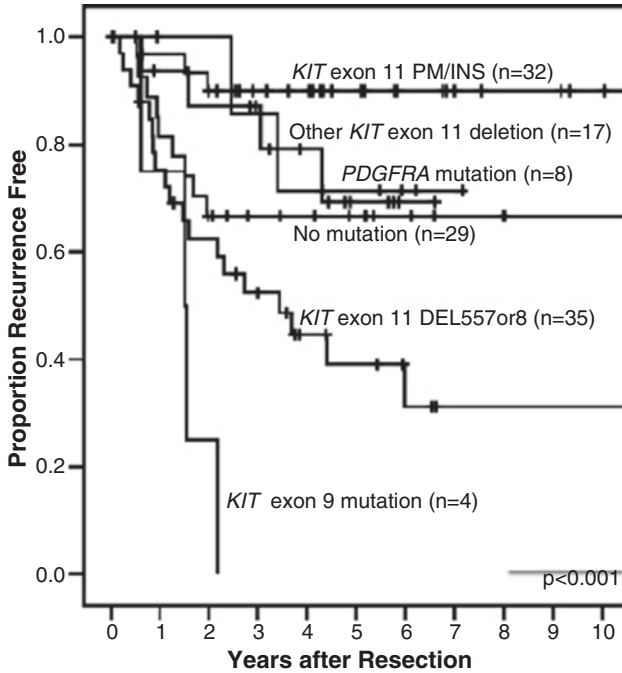 Proportion Recurrence Free
1.0
0.8
0.6
0.4
0.2
0.0
KIT exon 11 PM/INS (n=32)
Other KIT exon 11 deletion (n=17)
PDGFRA mutation (n=8)
No mutation (n=29)
KIT exon 11 DEL557or8 (n=35)
KIT exon 9 mutation (n=4)
p<0.001
0 1 2 3 4 5 6 7 8 9 10
Years after Resection